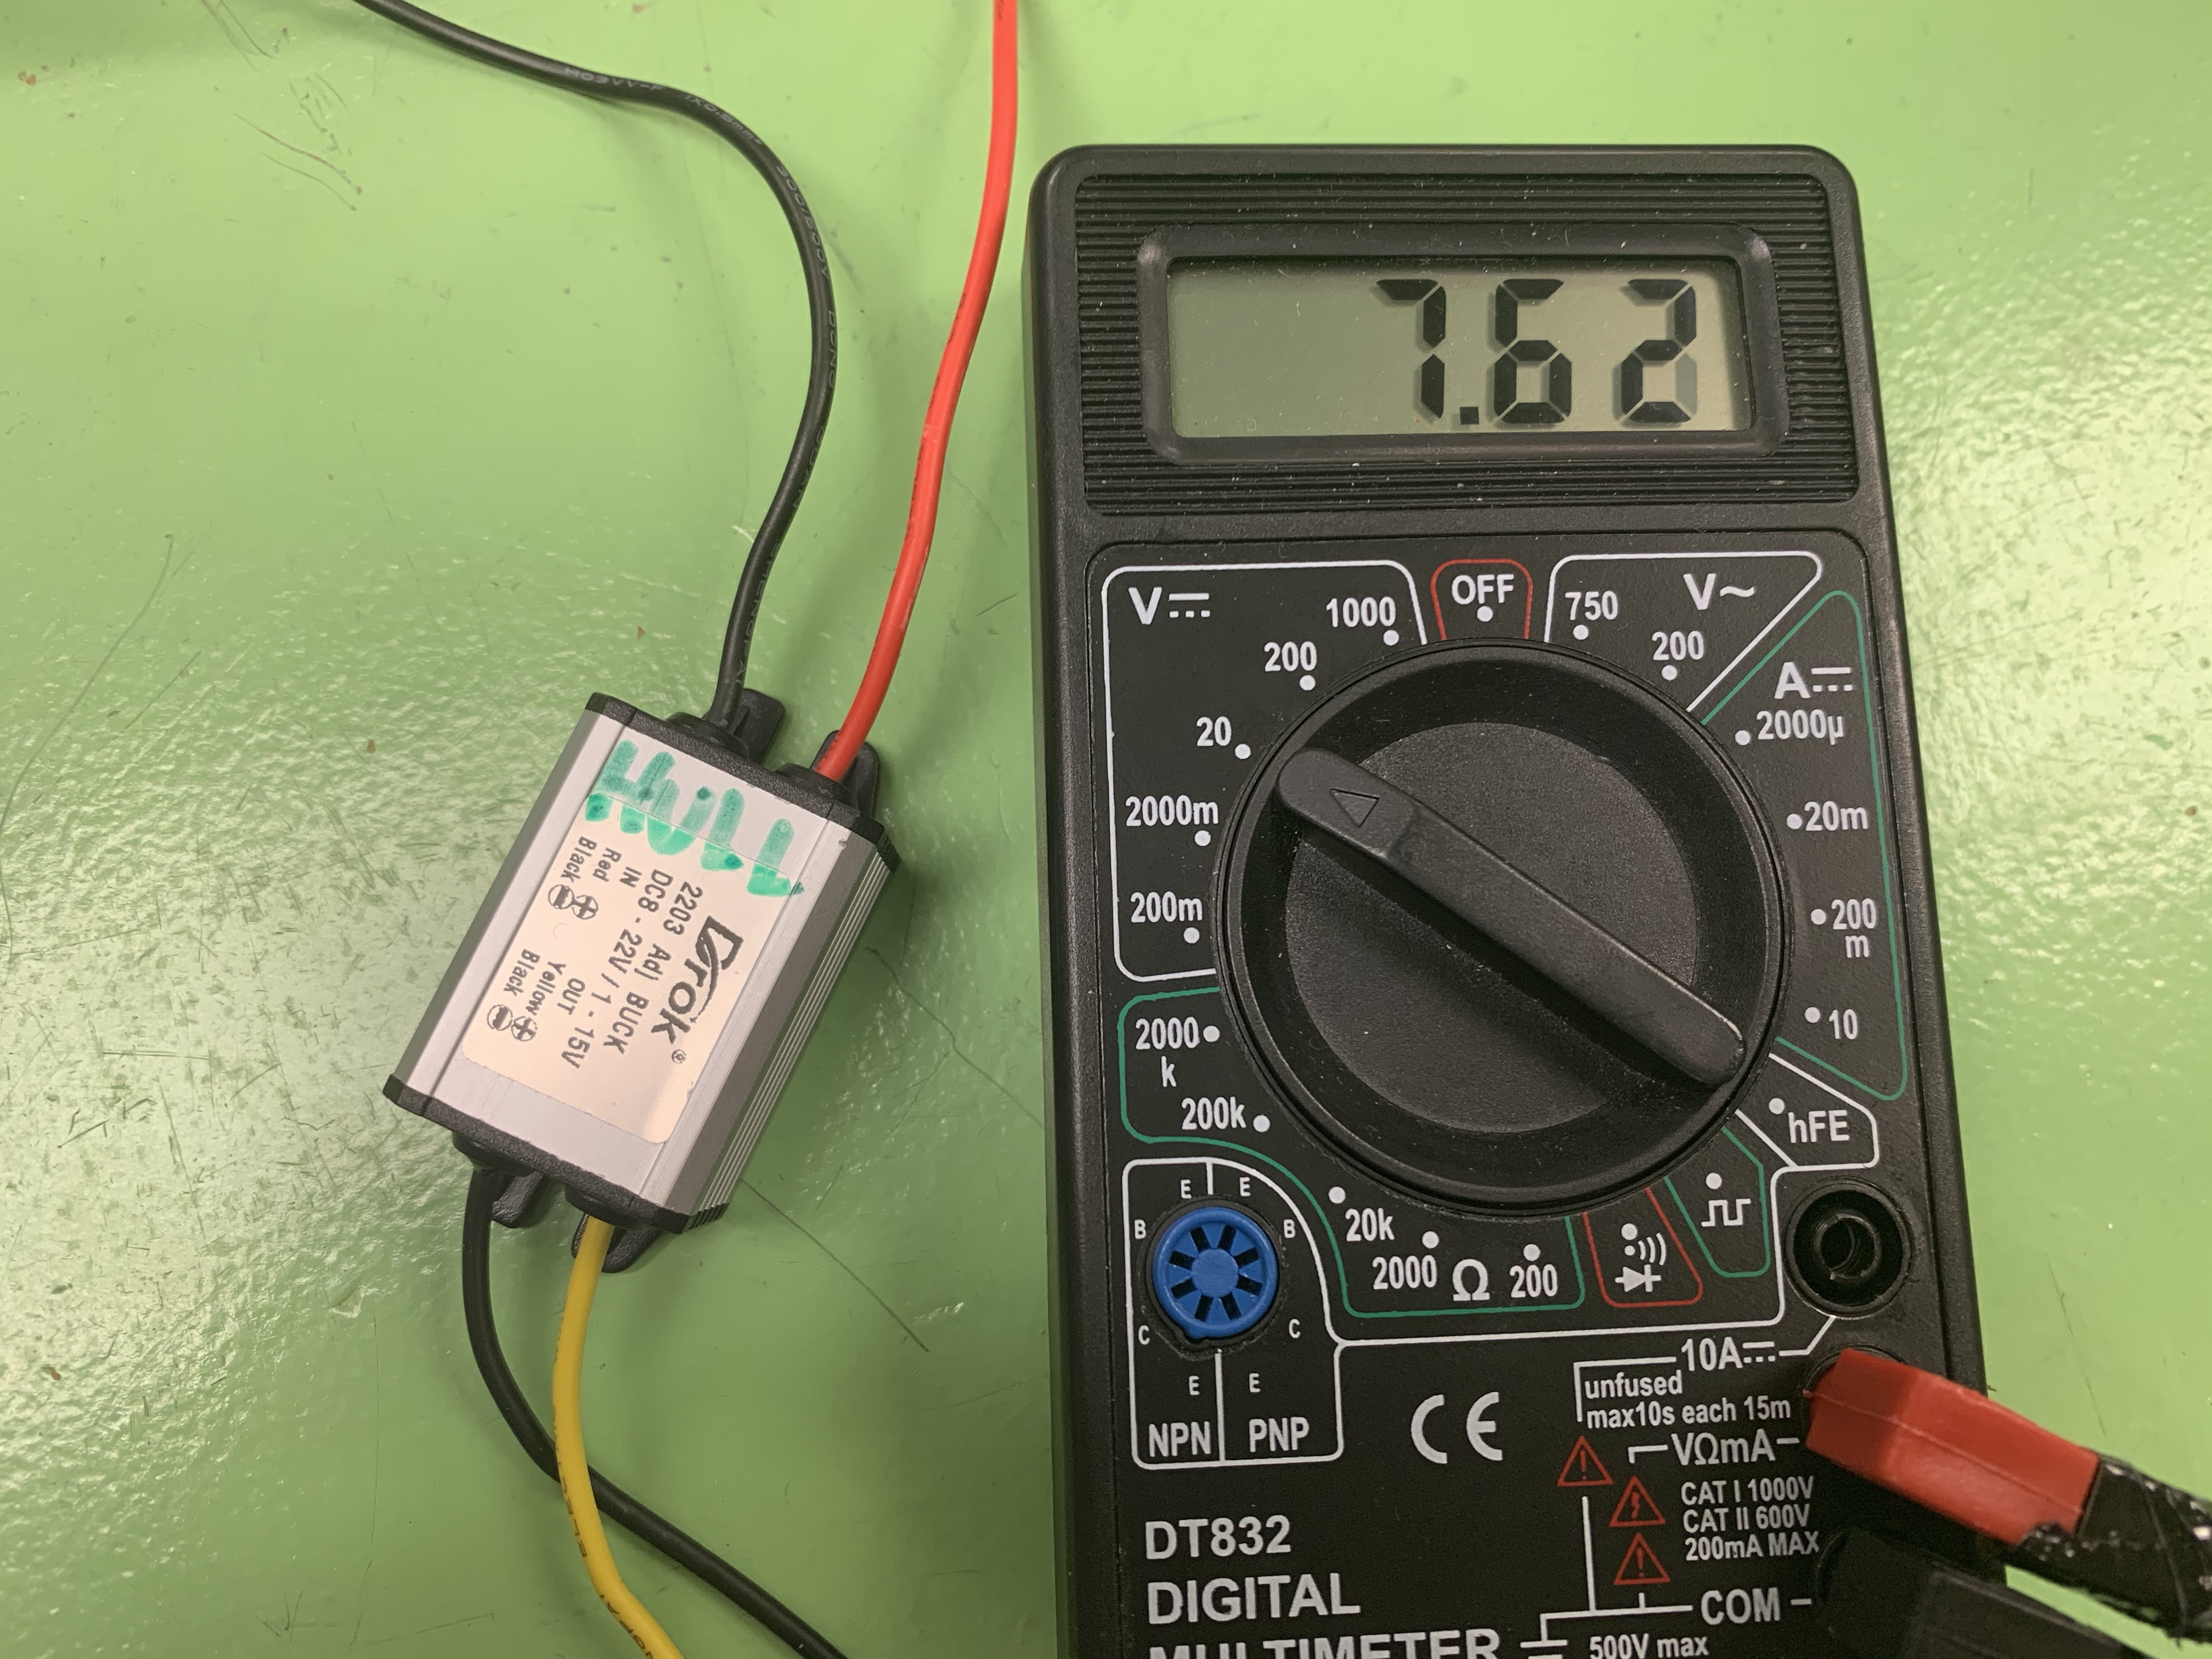 HULL
Drok®
2203 Adj BUCK
DC8 - 22V / 1 - 15V
IN OUT
Red ⊕ Yellow ⊕
Black ⊖ Black ⊖
7.62
OFF
V⎓
1000
200
20
2000m
200m
750
V~
200
A⎓
2000µ
20m
200
m
10
hFE
2000
k
200k
20k
2000 Ω 200
E E
B B
C C
E E
NPN PNP
10A⎓
unfused
max10s each 15m
VΩmA
CAT I 1000V
CAT II 600V
200mA MAX
COM
500V max
CE
DT832
DIGITAL
MULTIMETER